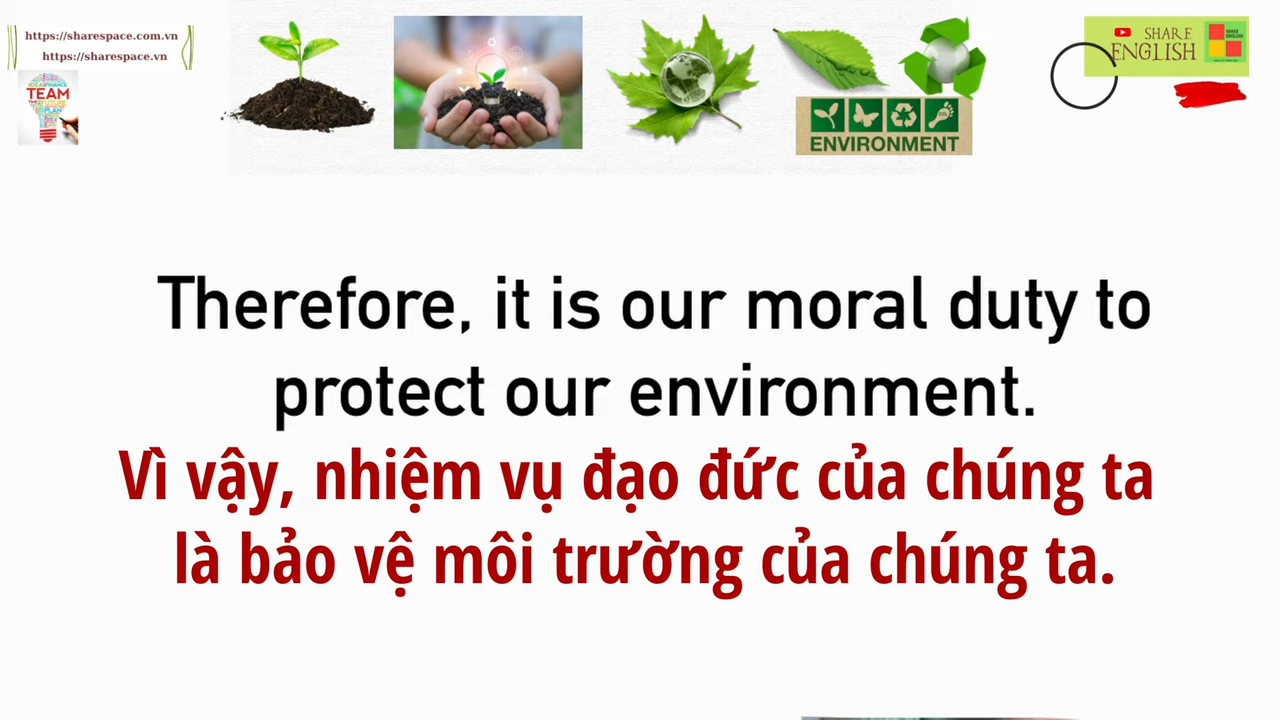 https://sharespace.com.vn
https://sharespace.vn
TEAM
PLAN
SHARE
ENGLISH
ENVIRONMENT
Therefore, it is our moral duty to
protect our environment.
Vì vậy, nhiệm vụ đạo đức của chúng ta
là bảo vệ môi trường của chúng ta.